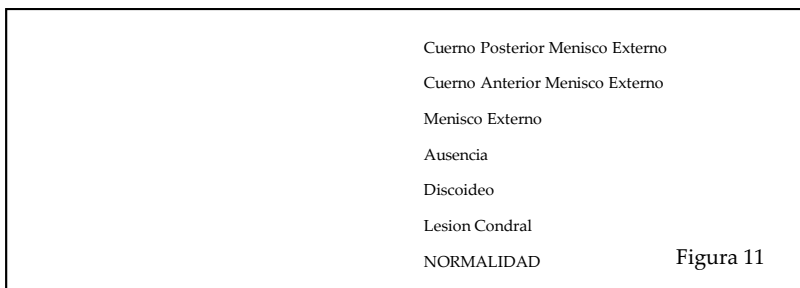 Cuerno Posterior Menisco Externo
Cuerno Anterior Menisco Externo
Menisco Externo
Ausencia
Discoideo
Lesion Condral
NORMALIDAD
Figura 11